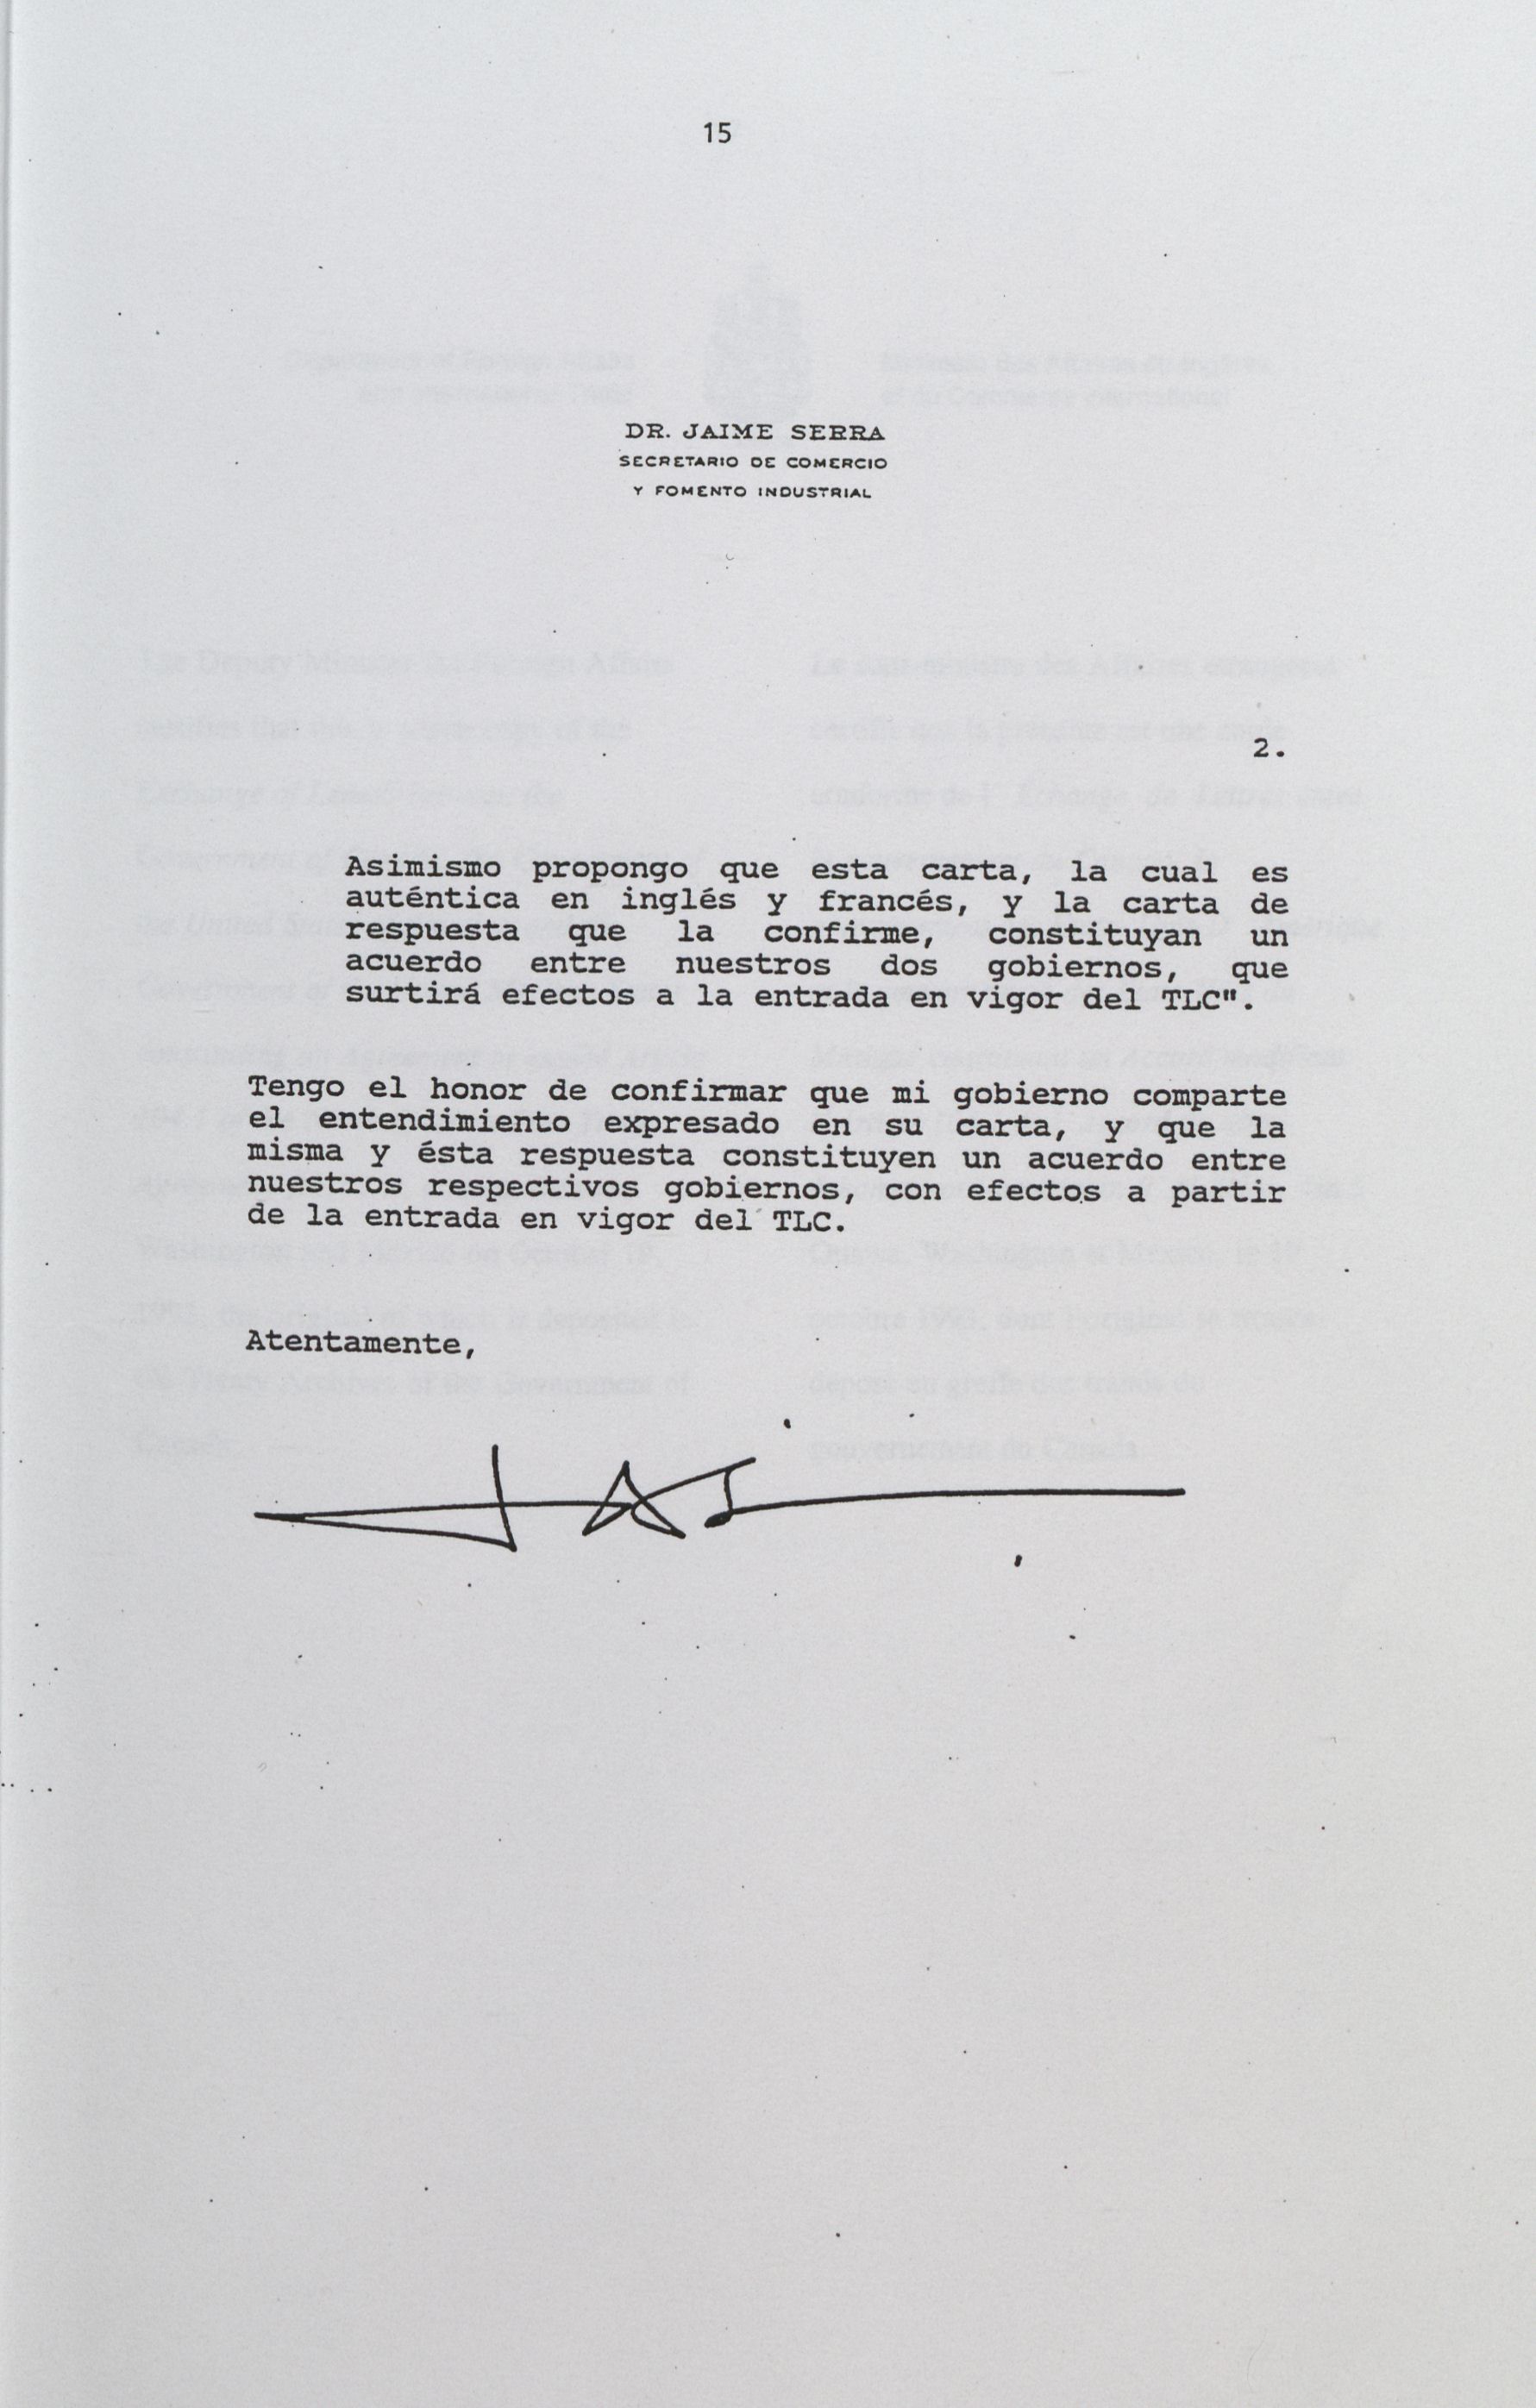 15
DR. JAIME SERRA
SECRETARIO DE COMERCIO
Y FOMENTO INDUSTRIAL
2.
Asimismo propongo que esta carta, la cual es
auténtica en inglés y francés, y la carta de
respuesta que la confirme, constituyan un
acuerdo entre nuestros dos gobiernos, que
surtirá efectos a la entrada en vigor del TLC".
Tengo el honor de confirmar que mi gobierno comparte
el entendimiento expresado en su carta, y que la
misma y ésta respuesta constituyen un acuerdo entre
nuestros respectivos gobiernos, con efectos a partir
de la entrada en vigor del TLC.
Atentamente,